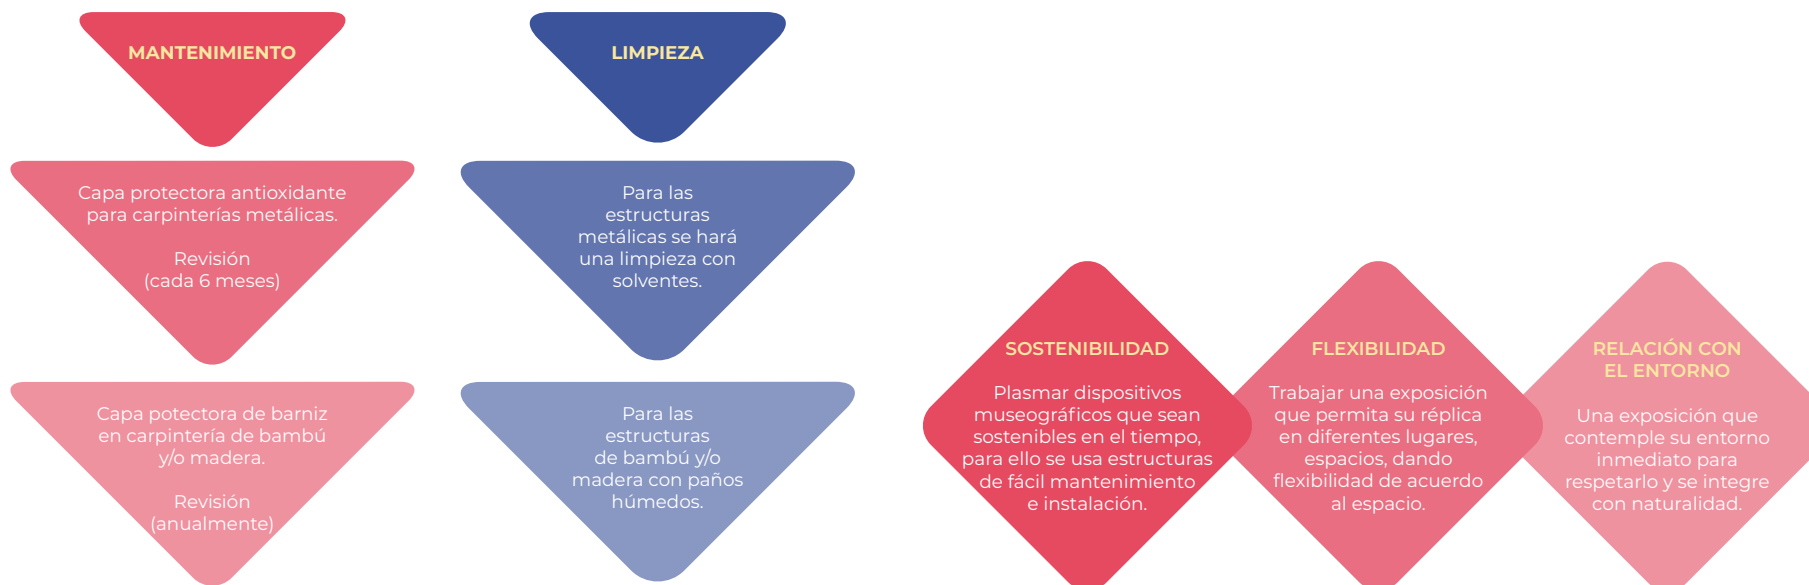 MANTENIMIENTO
Capa protectora antioxidante
para carpinterías metálicas.
Revisión
(cada 6 meses)
Capa potectora de barniz
en carpintería de bambú
y/o madera.
Revisión
(anualmente)
LIMPIEZA
Para las
estructuras
metálicas se hará
una limpieza con
solventes.
Para las
estructuras
de bambú y/o
madera con paños
húmedos.
SOSTENIBILIDAD
Plasmar dispositivos
museográficos que sean
sostenibles en el tiempo,
para ello se usa estructuras
de fácil mantenimiento
e instalación.
FLEXIBILIDAD
Trabajar una exposición
que permita su réplica
en diferentes lugares,
espacios, dando
flexibilidad de acuerdo
al espacio.
RELACIÓN CON
EL ENTORNO
Una exposición que
contemple su entorno
inmediato para
respetarlo y se integre
con naturalidad.